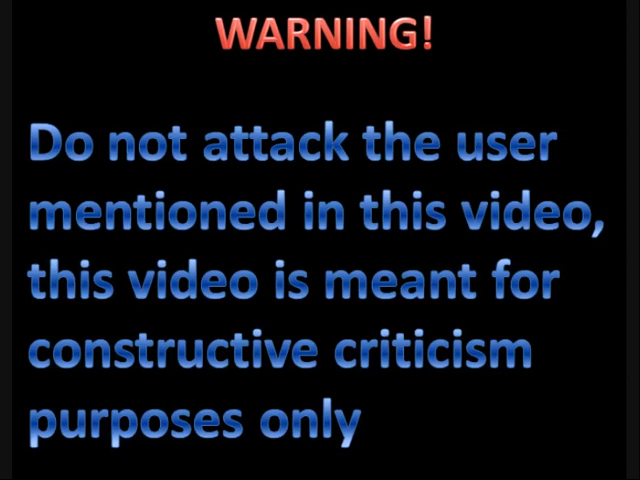 WARNING!
Do not attack the user
mentioned in this video,
this video is meant for
constructive criticism
purposes only